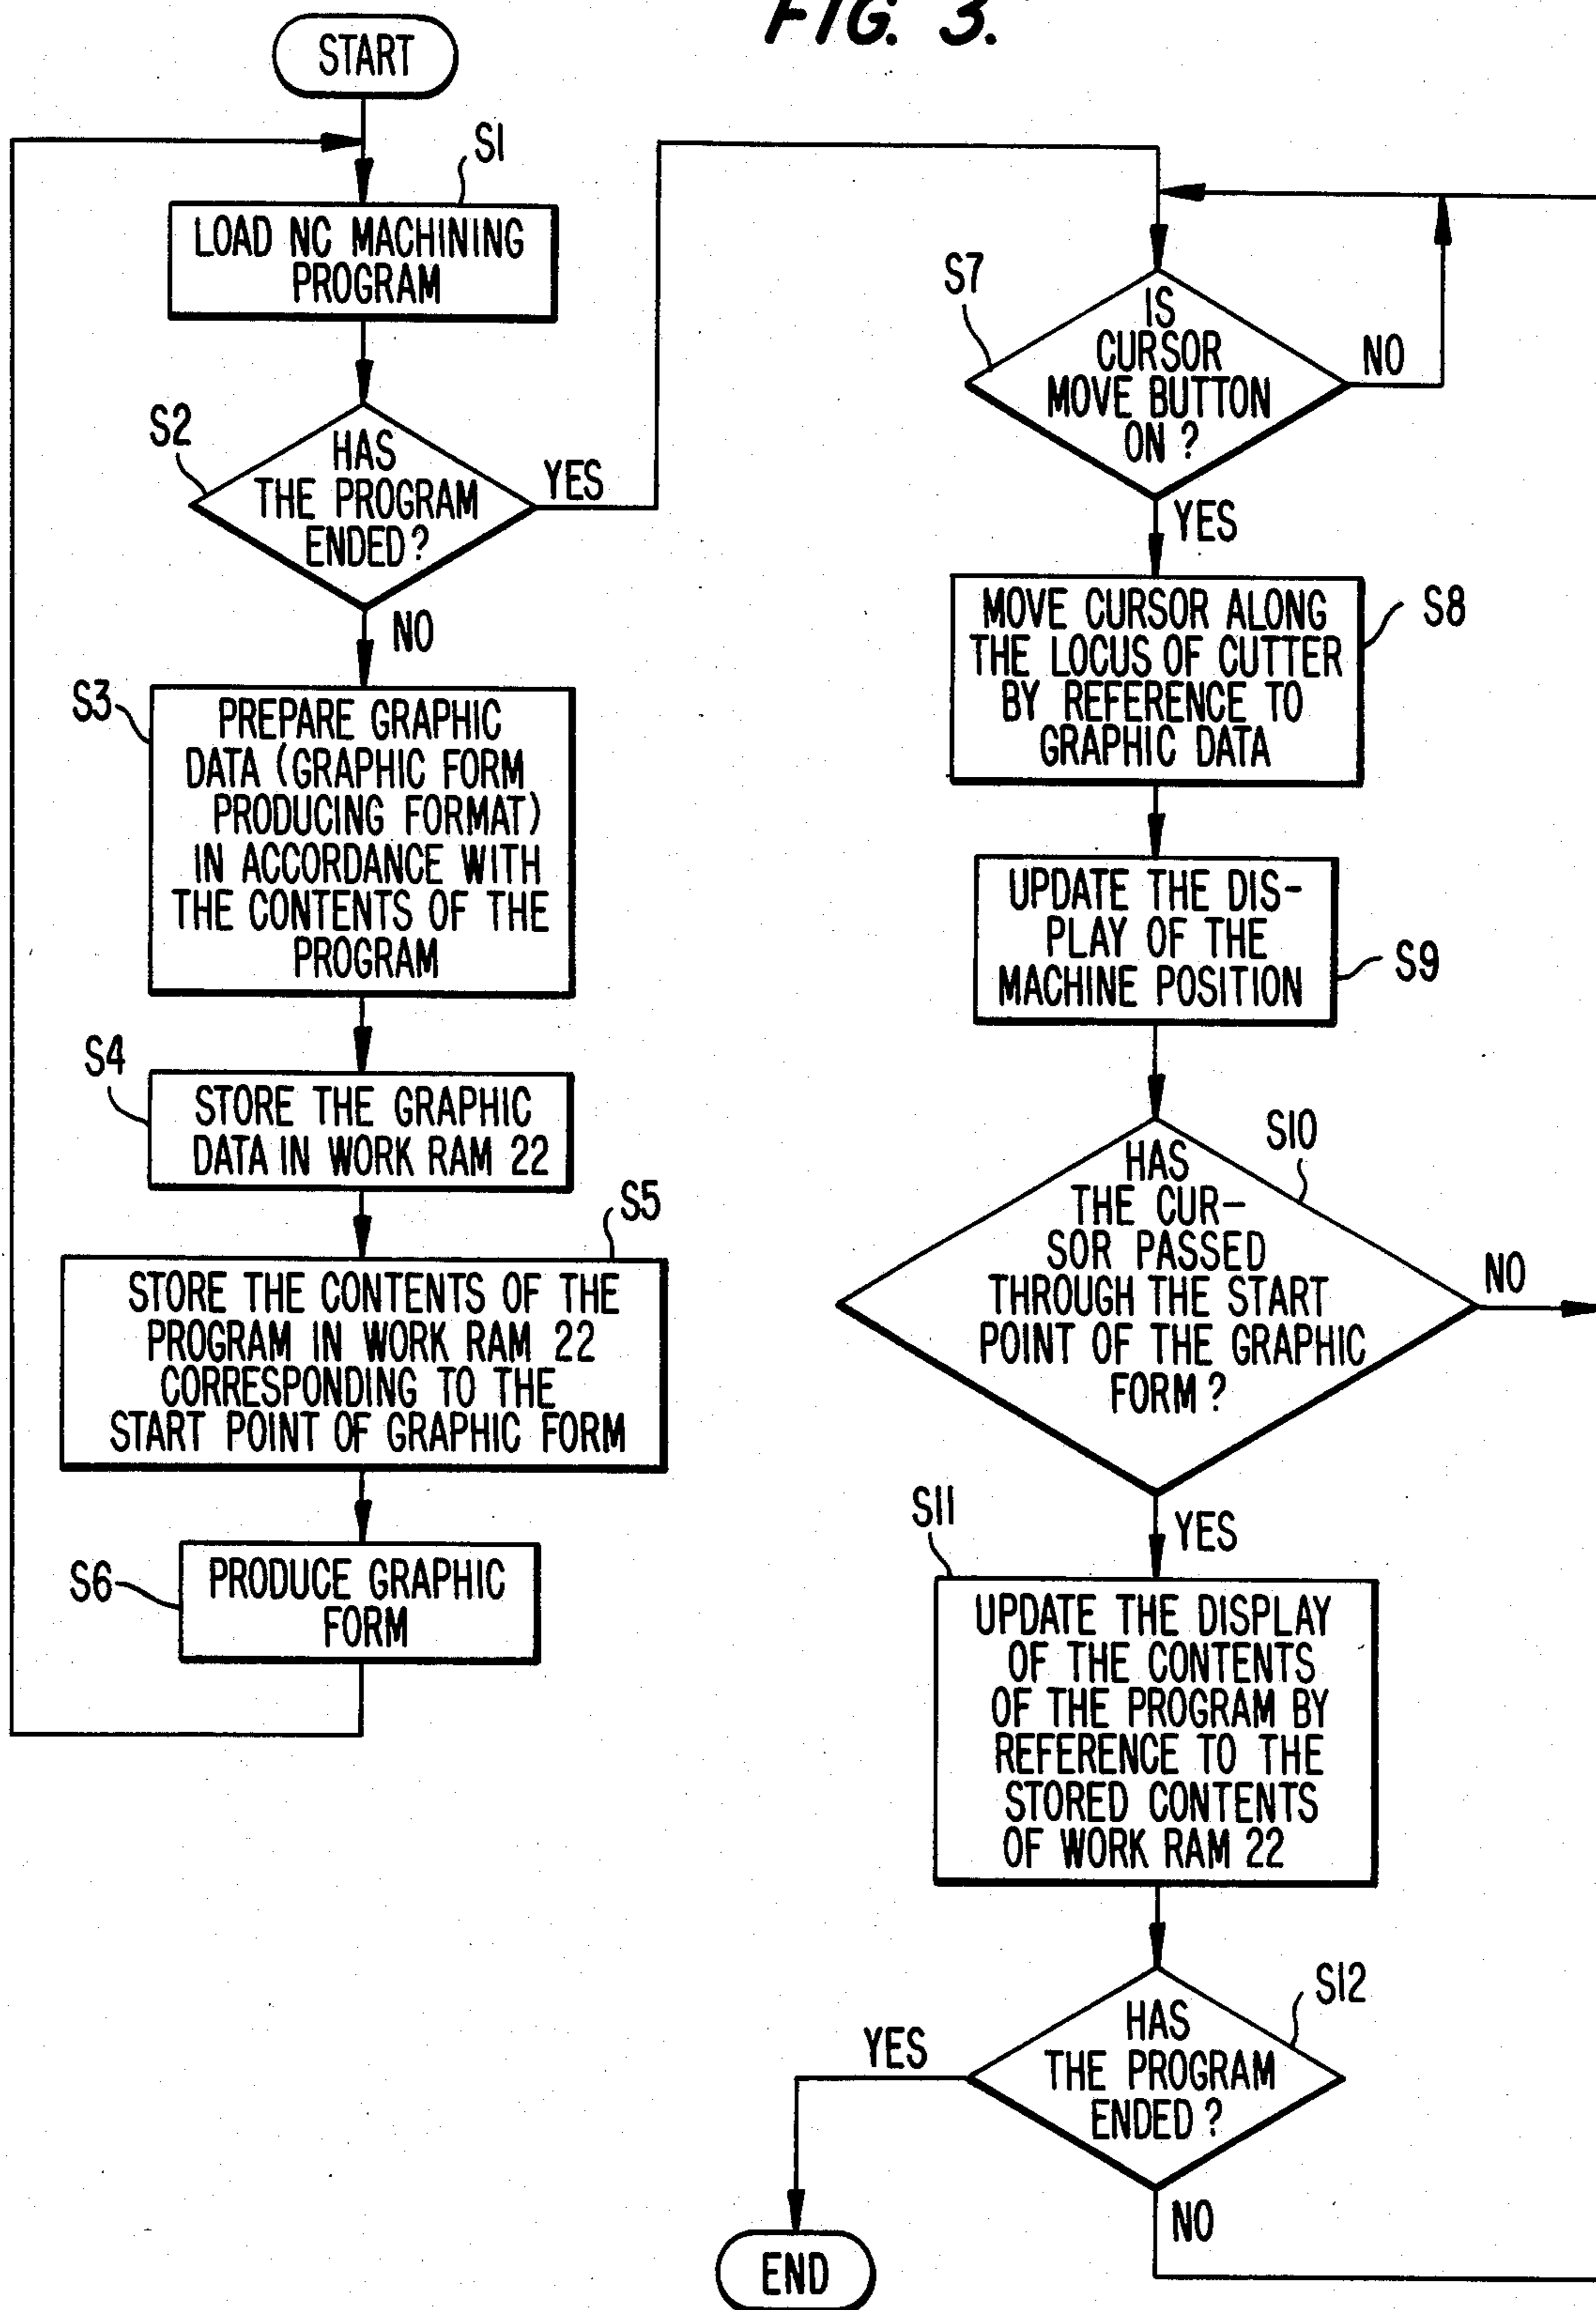 FIG. 3.
START
S1
LOAD NC MACHINING
PROGRAM
S2
HAS
THE PROGRAM
ENDED?
YES
NO
S3
PREPARE GRAPHIC
DATA (GRAPHIC FORM
PRODUCING FORMAT)
IN ACCORDANCE WITH
THE CONTENTS OF THE
PROGRAM
S4
STORE THE GRAPHIC
DATA IN WORK RAM 22
S5
STORE THE CONTENTS OF THE
PROGRAM IN WORK RAM 22
CORRESPONDING TO THE
START POINT OF GRAPHIC FORM
S6
PRODUCE GRAPHIC
FORM
S7
IS
CURSOR
MOVE BUTTON
ON ?
NO
YES
S8
MOVE CURSOR ALONG
THE LOCUS OF CUTTER
BY REFERENCE TO
GRAPHIC DATA
S9
UPDATE THE DIS-
PLAY OF THE
MACHINE POSITION
S10
HAS
THE CUR-
SOR PASSED
THROUGH THE START
POINT OF THE GRAPHIC
FORM ?
NO
YES
S11
UPDATE THE DISPLAY
OF THE CONTENTS
OF THE PROGRAM BY
REFERENCE TO THE
STORED CONTENTS
OF WORK RAM 22
S12
HAS
THE PROGRAM
ENDED ?
YES
NO
END